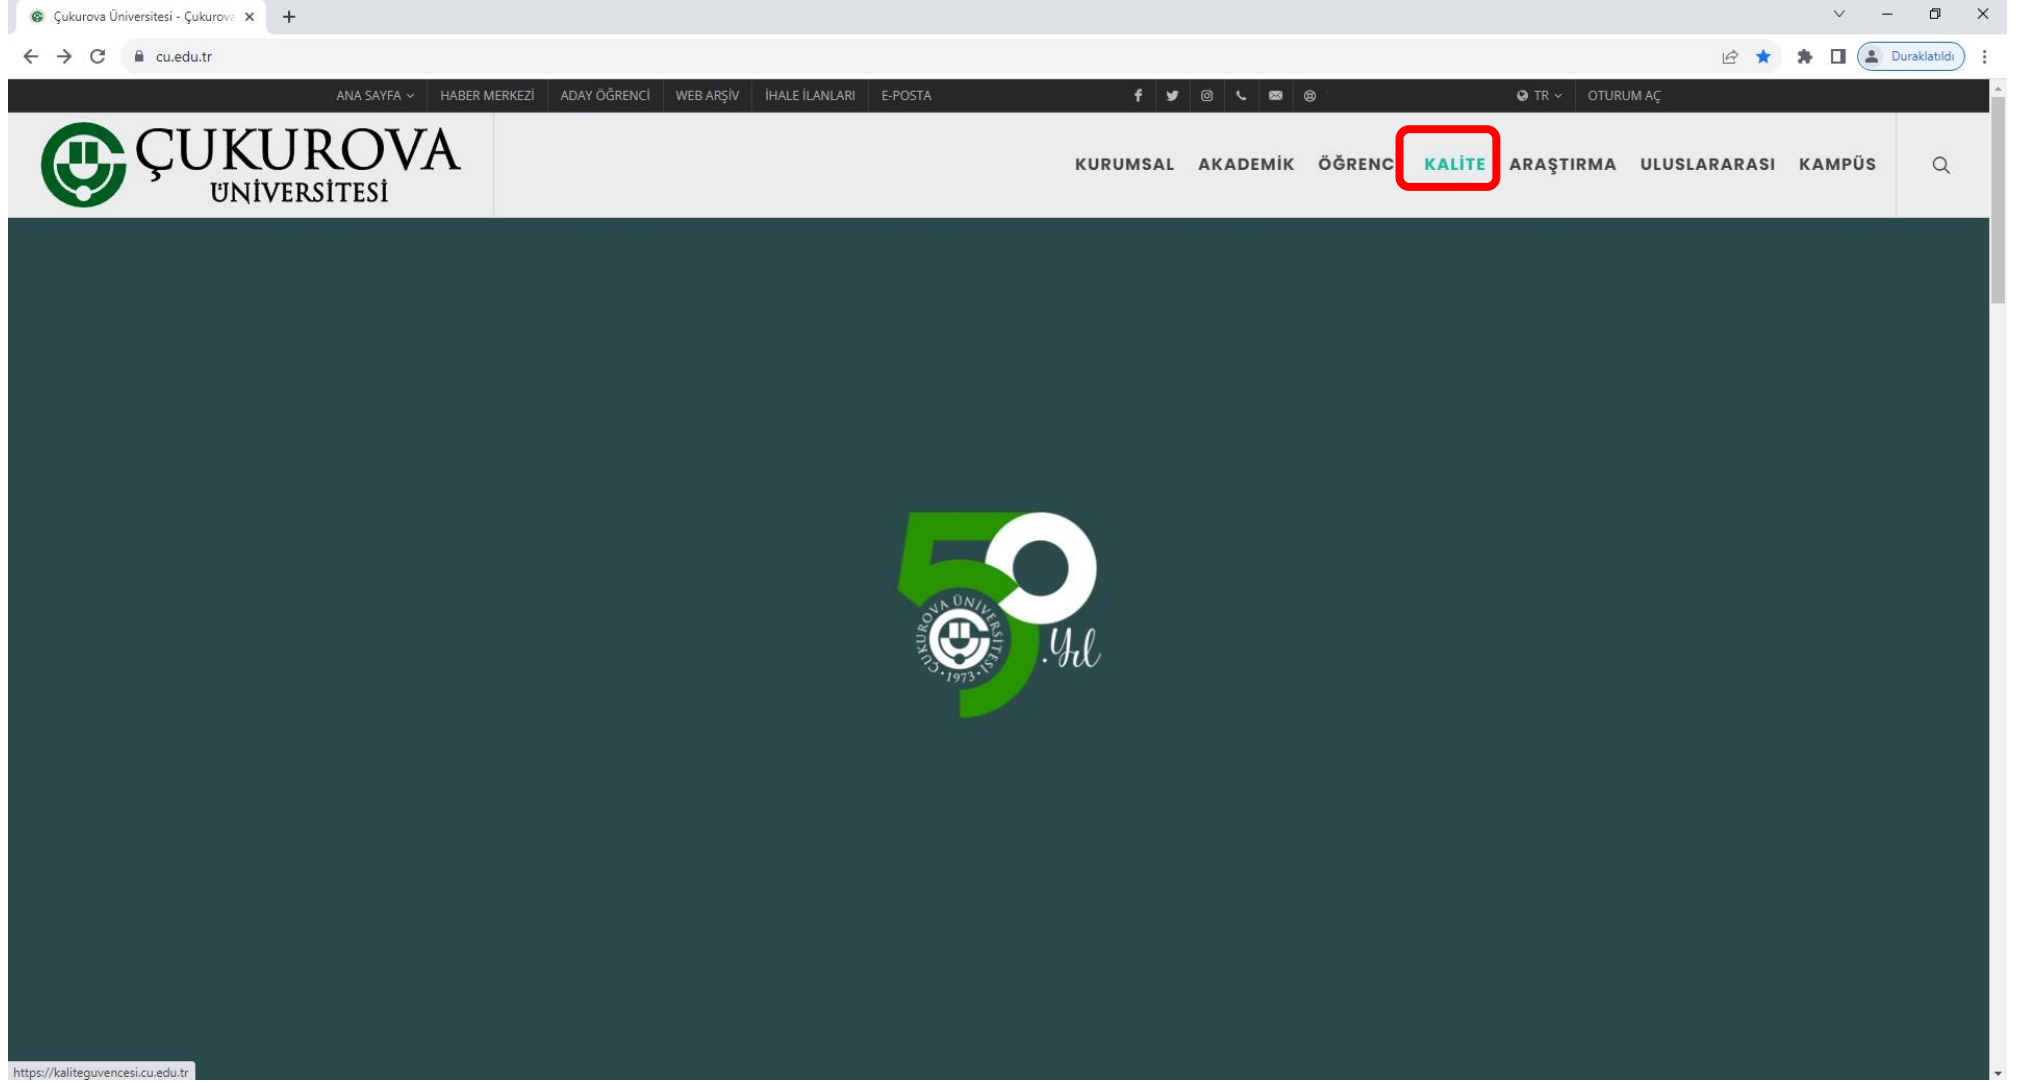 Çukurova Üniversitesi - Çukurova
cu.edu.tr
Duraklatıldı
ANA SAYFA HABER MERKEZİ ADAY ÖĞRENCİ WEB ARŞİV İHALE İLANLARI E-POSTA TR OTURUM AÇ
ÇUKUROVA
ÜNİVERSİTESİ
KURUMSAL AKADEMİK ÖĞRENC KALİTE ARAŞTIRMA ULUSLARARASI KAMPÜS
50
.Yıl
ÇUKUROVA ÜNİVERSİTESİ
·1973·
https://kaliteguvencesi.cu.edu.tr